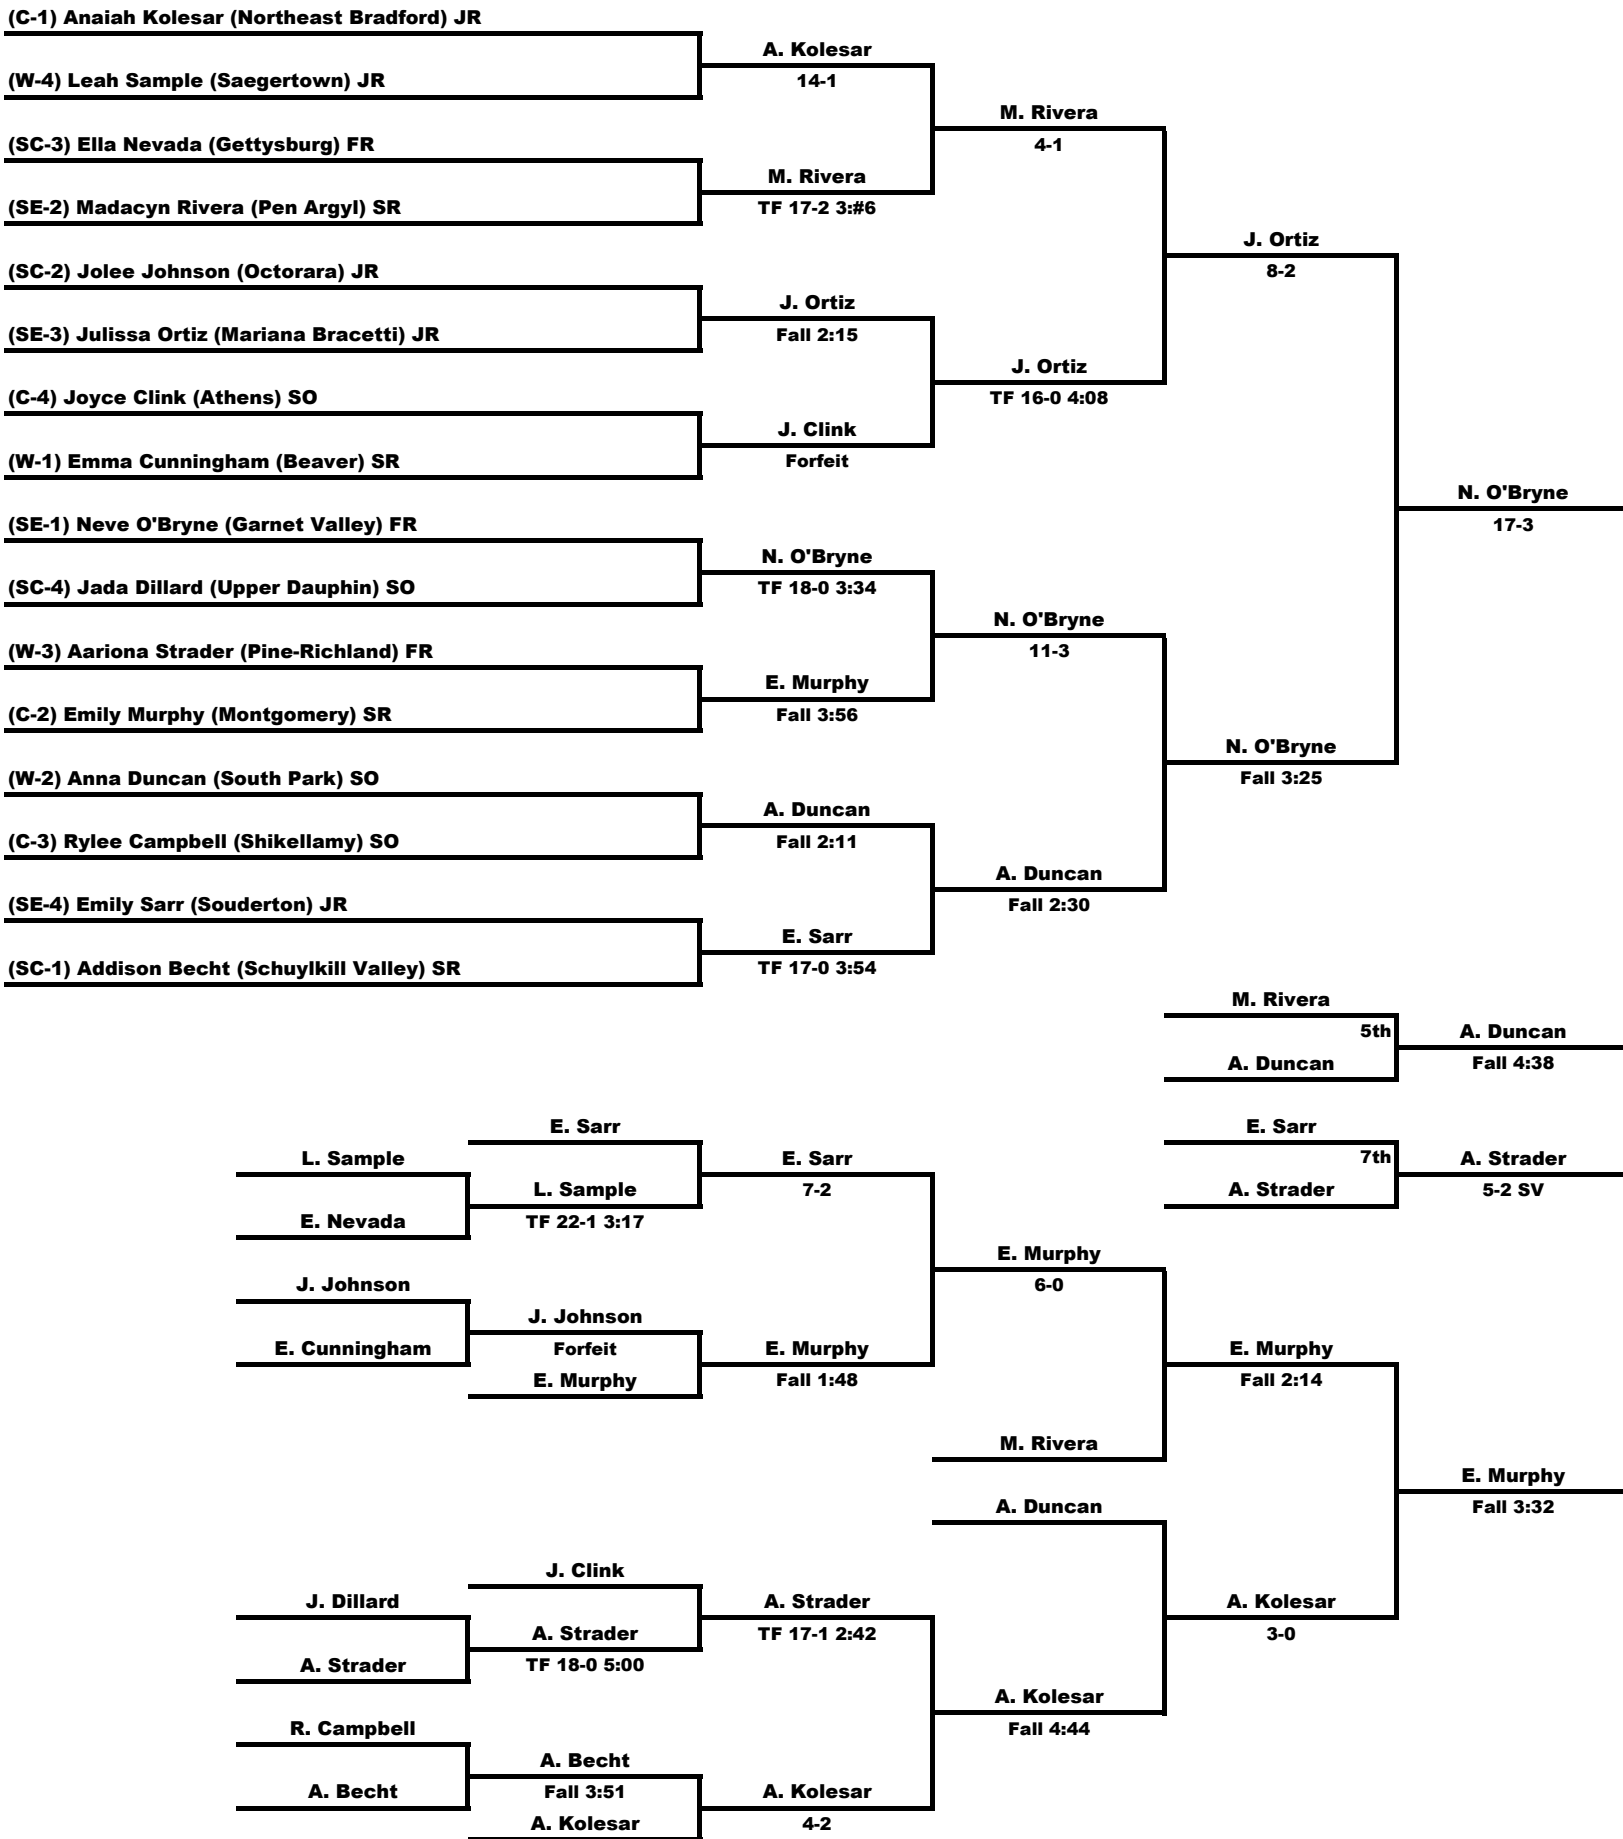 (C-1) Anaiah Kolesar (Northeast Bradford) JR
A. Kolesar
(W-4) Leah Sample (Saegertown) JR
14-1
M. Rivera
(SC-3) Ella Nevada (Gettysburg) FR
4-1
M. Rivera
(SE-2) Madacyn Rivera (Pen Argyl) SR
TF 17-2 3:#6
J. Ortiz
(SC-2) Jolee Johnson (Octorara) JR
8-2
J. Ortiz
(SE-3) Julissa Ortiz (Mariana Bracetti) JR
Fall 2:15
J. Ortiz
(C-4) Joyce Clink (Athens) SO
TF 16-0 4:08
J. Clink
(W-1) Emma Cunningham (Beaver) SR
Forfeit
N. O'Bryne
(SE-1) Neve O'Bryne (Garnet Valley) FR
17-3
N. O'Bryne
(SC-4) Jada Dillard (Upper Dauphin) SO
TF 18-0 3:34
N. O'Bryne
(W-3) Aariona Strader (Pine-Richland) FR
11-3
E. Murphy
(C-2) Emily Murphy (Montgomery) SR
Fall 3:56
N. O'Bryne
(W-2) Anna Duncan (South Park) SO
Fall 3:25
A. Duncan
(C-3) Rylee Campbell (Shikellamy) SO
Fall 2:11
A. Duncan
(SE-4) Emily Sarr (Souderton) JR
Fall 2:30
E. Sarr
(SC-1) Addison Becht (Schuylkill Valley) SR
TF 17-0 3:54
M. Rivera
5th
A. Duncan
A. Duncan
Fall 4:38
E. Sarr
E. Sarr
L. Sample
E. Sarr
7th
A. Strader
L. Sample
7-2
A. Strader
5-2 SV
E. Nevada
TF 22-1 3:17
E. Murphy
J. Johnson
6-0
J. Johnson
E. Cunningham
Forfeit
E. Murphy
E. Murphy
E. Murphy
Fall 1:48
Fall 2:14
M. Rivera
E. Murphy
A. Duncan
Fall 3:32
J. Clink
J. Dillard
A. Strader
A. Kolesar
A. Strader
TF 17-1 2:42
3-0
A. Strader
TF 18-0 5:00
A. Kolesar
R. Campbell
Fall 4:44
A. Becht
A. Becht
Fall 3:51
A. Kolesar
A. Kolesar
4-2